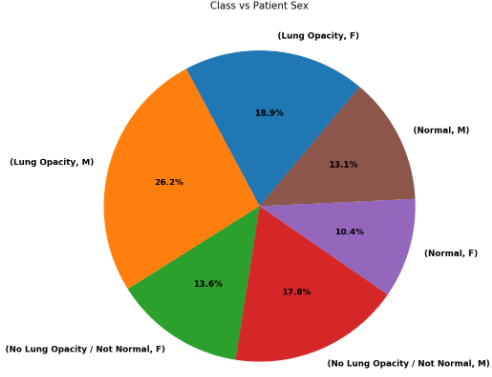 Class vs Patient Sex
(Lung Opacity, F)
18.9%
(Normal, M)
13.1%
(Lung Opacity, M)
26.2%
10.4%
(Normal, F)
13.6%
17.8%
(No Lung Opacity / Not Normal, F)
(No Lung Opacity / Not Normal, M)